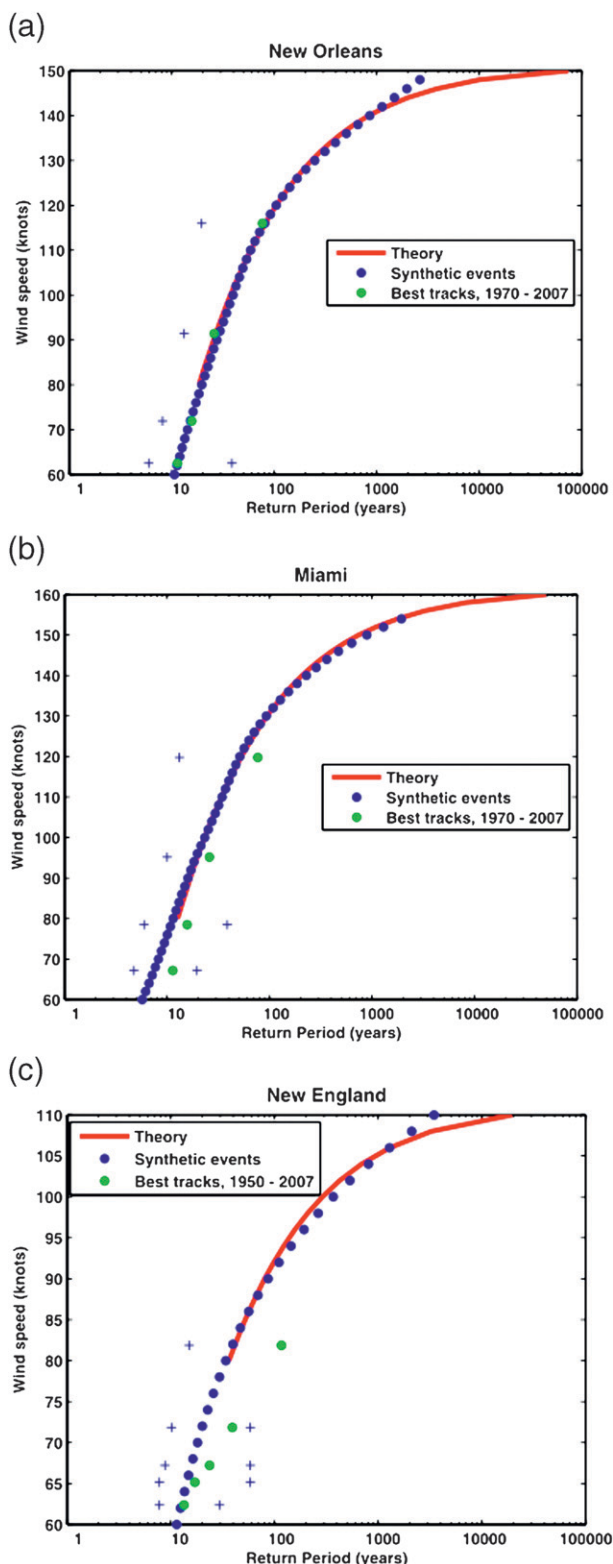 (a)
New Orleans
150
140
130
120
110
100
90
80
70
60
Wind speed (knots)
Theory
Synthetic events
Best tracks, 1970 - 2007
1 10 100 1000 10000 100000
Return Period (years)
(b)
Miami
160
150
140
130
120
110
100
90
80
70
60
Wind speed (knots)
Theory
Synthetic events
Best tracks, 1970 - 2007
1 10 100 1000 10000 100000
Return Period (years)
(c)
New England
110
105
100
95
90
85
80
75
70
65
60
Wind speed (knots)
Theory
Synthetic events
Best tracks, 1950 - 2007
1 10 100 1000 10000 100000
Return Period (years)